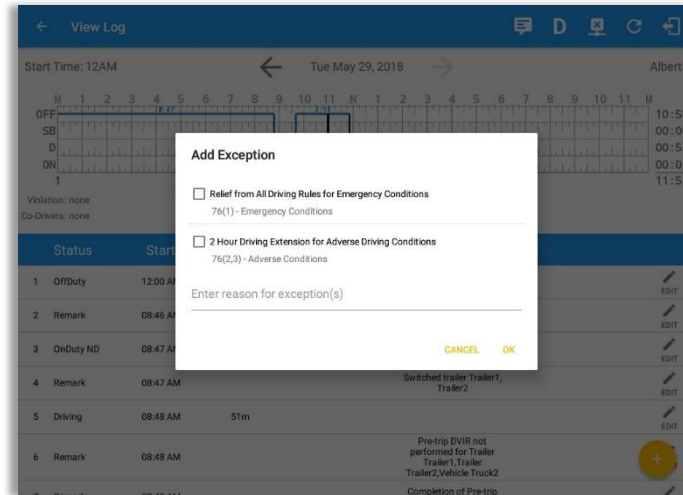 View Log
D
Start Time: 12AM
Tue May 29, 2018
Albert
M 1 2 3 4 5 6 7 8 9 10 11 N 1 2 3 4 5 6 7 8 9 10 11 M
OFF
8:47
2:11
10:5
SB
00:0
D
00:5
ON
00:0
1
11:5
Violation: none
Co-Drivers: none
Add Exception
Relief from All Driving Rules for Emergency Conditions
76(1) - Emergency Conditions
2 Hour Driving Extension for Adverse Driving Conditions
76(2,3) - Adverse Conditions
Enter reason for exception(s)
CANCEL OK
Status Start
1 OffDuty 12:00 AM
EDIT
2 Remark 08:46 A
EDIT
3 OnDuty ND 08:47 A
EDIT
4 Remark 08:47 AM Switched trailer Trailer1,
Trailer2
EDIT
5 Driving 08:48 AM 51m
EDIT
6 Remark 08:48 AM Pre-trip DVIR not
performed for Trailer
Trailer1,Trailer
Trailer2,Vehicle Truck2
+
Completion of Pre-trip